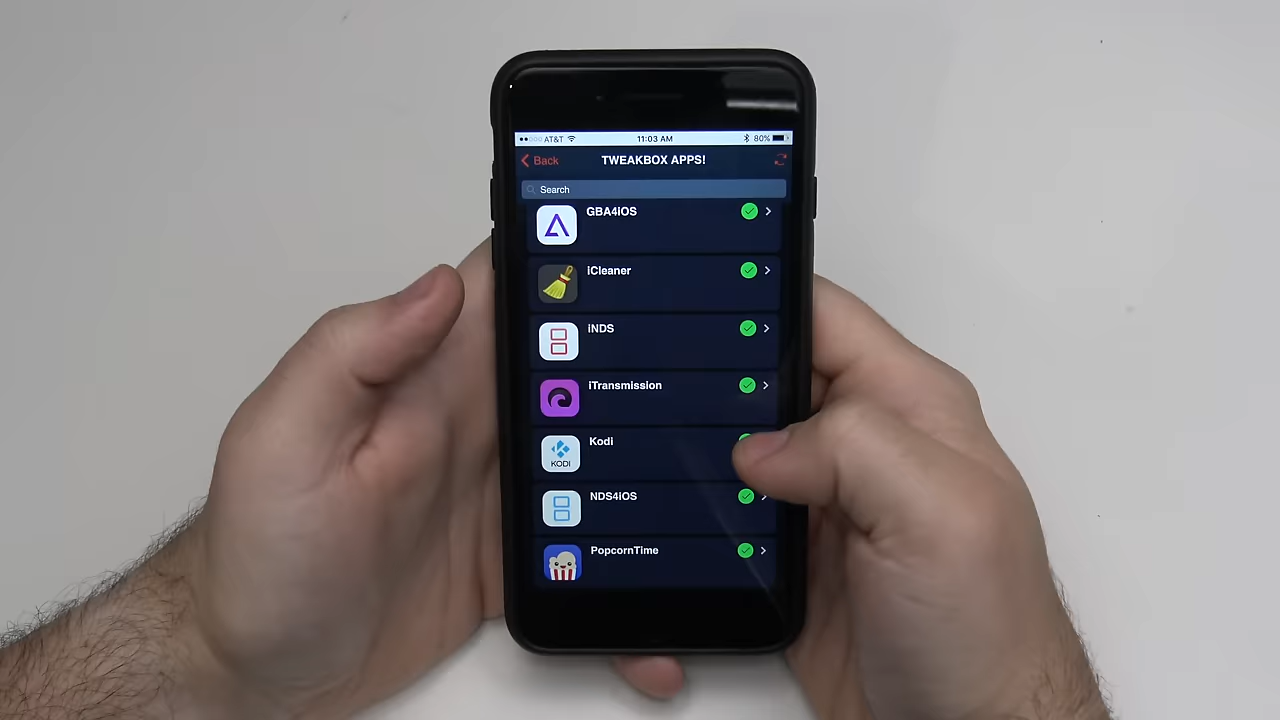 AT&T 11:03 AM 80%
Back TWEAKBOX APPS!
Search
GBA4iOS
iCleaner
iNDS
iTransmission
Kodi
KODI
NDS4iOS
PopcornTime